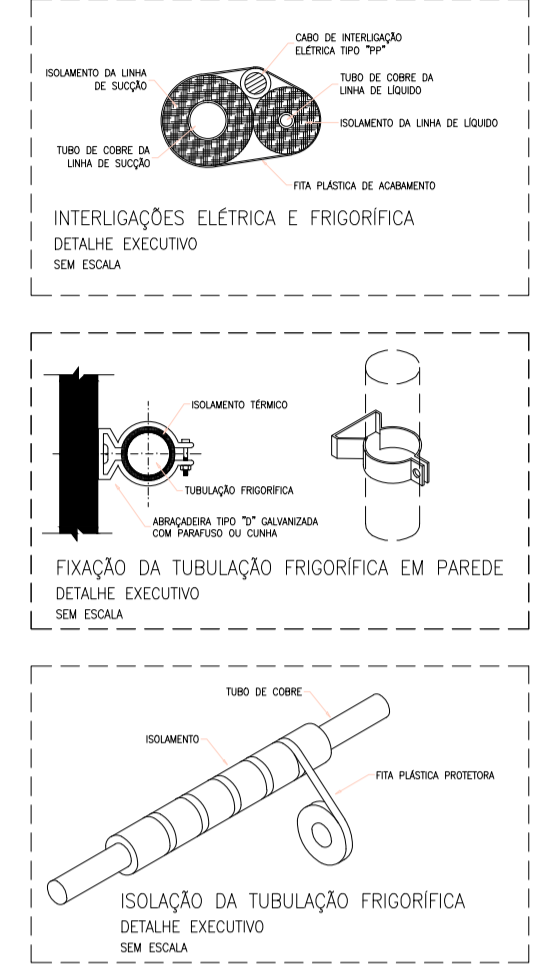 CABO DE INTERLIGAÇÃO
ELÉTRICA TIPO "PP"
ISOLAMENTO DA LINHA
DE SUCÇÃO
TUBO DE COBRE DA
LINHA DE LÍQUIDO
ISOLAMENTO DA LINHA DE LÍQUIDO
TUBO DE COBRE DA
LINHA DE SUCÇÃO
FITA PLÁSTICA DE ACABAMENTO
INTERLIGAÇÕES ELÉTRICA E FRIGORÍFICA
DETALHE EXECUTIVO
SEM ESCALA
ISOLAMENTO TÉRMICO
TUBULAÇÃO FRIGORÍFICA
ABRAÇADEIRA TIPO "D" GALVANIZADA
COM PARAFUSO OU CUNHA
FIXAÇÃO DA TUBULAÇÃO FRIGORÍFICA EM PAREDE
DETALHE EXECUTIVO
SEM ESCALA
TUBO DE COBRE
ISOLAMENTO
FITA PLÁSTICA PROTETORA
ISOLAÇÃO DA TUBULAÇÃO FRIGORÍFICA
DETALHE EXECUTIVO
SEM ESCALA